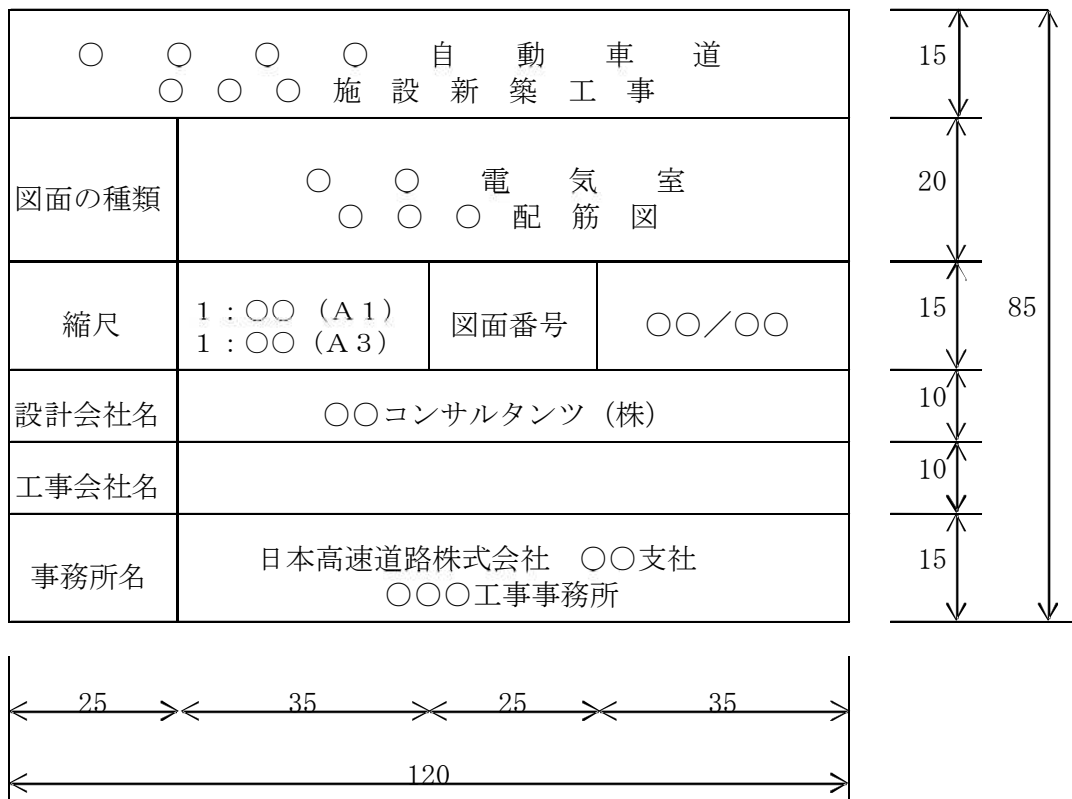 ○ ○ ○ ○ 自 動 車 道
○ ○ ○ 施 設 新 築 工 事
図面の種類
○ ○ 電 気 室
○ ○ ○ 配 筋 図
縮尺
1:○○(A1)
1:○○(A3)
図面番号
○○/○○
設計会社名
○○コンサルタンツ(株)
工事会社名
事務所名
日本高速道路株式会社 ○○支社
○○○工事事務所
15
20
15
85
10
10
15
25 35 25 35
120